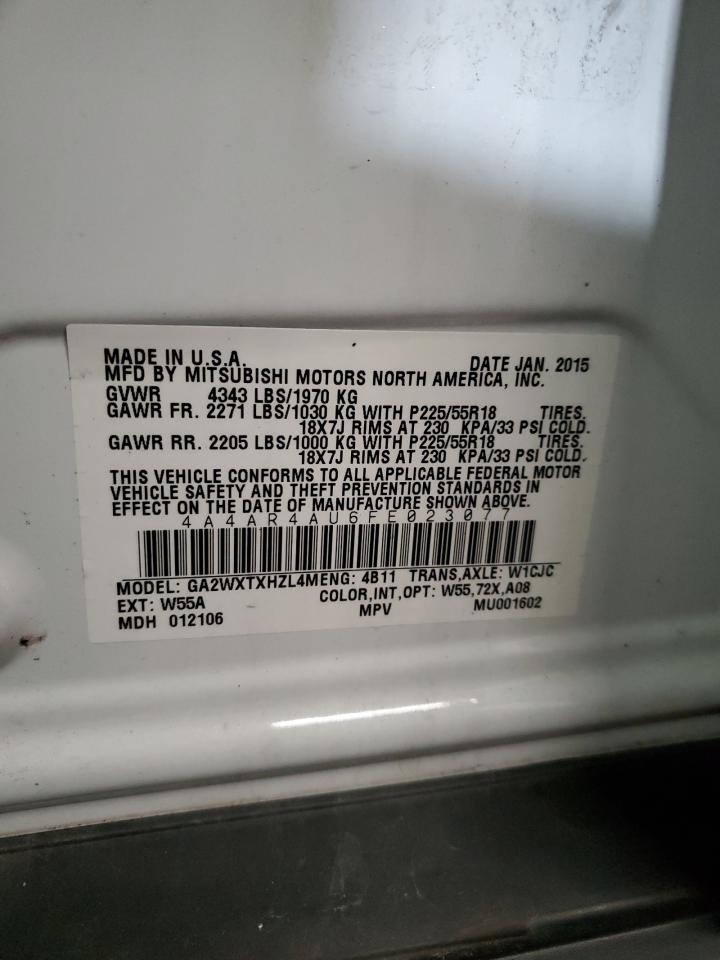 MADE IN U.S.A. DATE JAN. 2015
MFD BY MITSUBISHI MOTORS NORTH AMERICA, INC.
GVWR 4343 LBS/1970 KG
GAWR FR. 2271 LBS/1030 KG WITH P225/55R18 TIRES.
18X7J RIMS AT 230 KPA/33 PSI COLD.
GAWR RR. 2205 LBS/1000 KG WITH P225/55R18 TIRES.
18X7J RIMS AT 230 KPA/33 PSI COLD.
THIS VEHICLE CONFORMS TO ALL APPLICABLE FEDERAL MOTOR
VEHICLE SAFETY AND THEFT PREVENTION STANDARDS IN
EFFECT ON THE DATE OF MANUFACTURE SHOWN ABOVE.
4A4AR4AU6FE023077
MODEL: GA2WXTXHZL4MENG: 4B11 TRANS,AXLE: W1CJC
EXT: W55A COLOR,INT,OPT: W55,72X,A08
MDH 012106 MPV MU001602